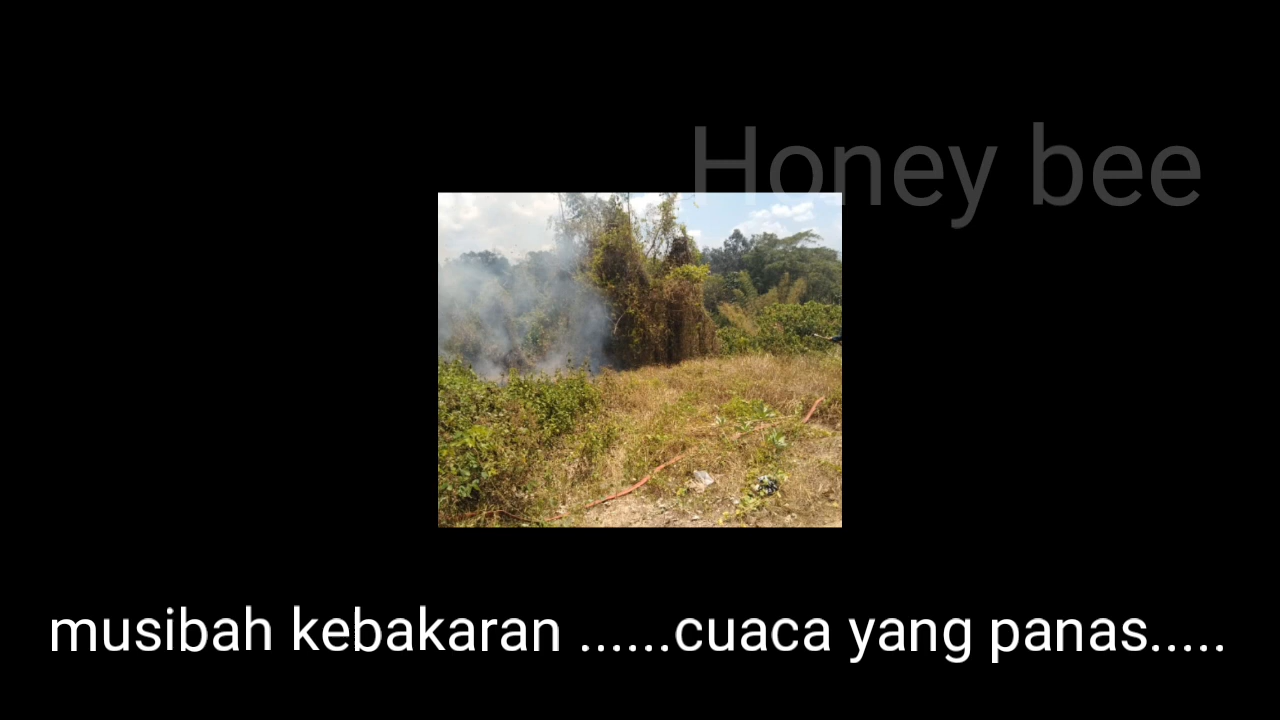 Honey bee
musibah kebakaran ......cuaca yang panas.....